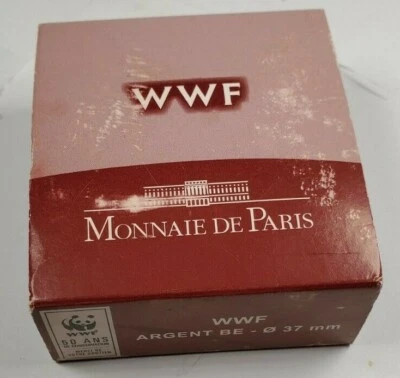 WWF
MONNAIE DE PARIS
WWF
ARGENT BE - Ø 37 mm
WWF
50 ANS